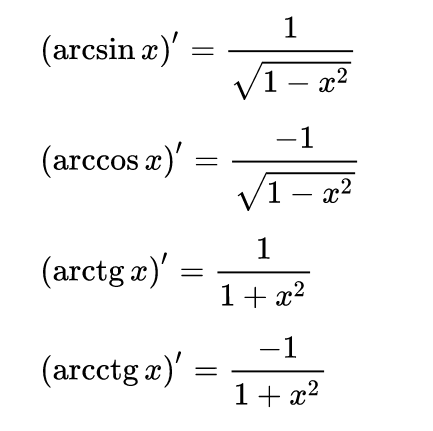 (arcsin x)′ = 1/√(1 − x²)
(arccos x)′ = −1/√(1 − x²)
(arctg x)′ = 1/(1 + x²)
(arcctg x)′ = −1/(1 + x²)